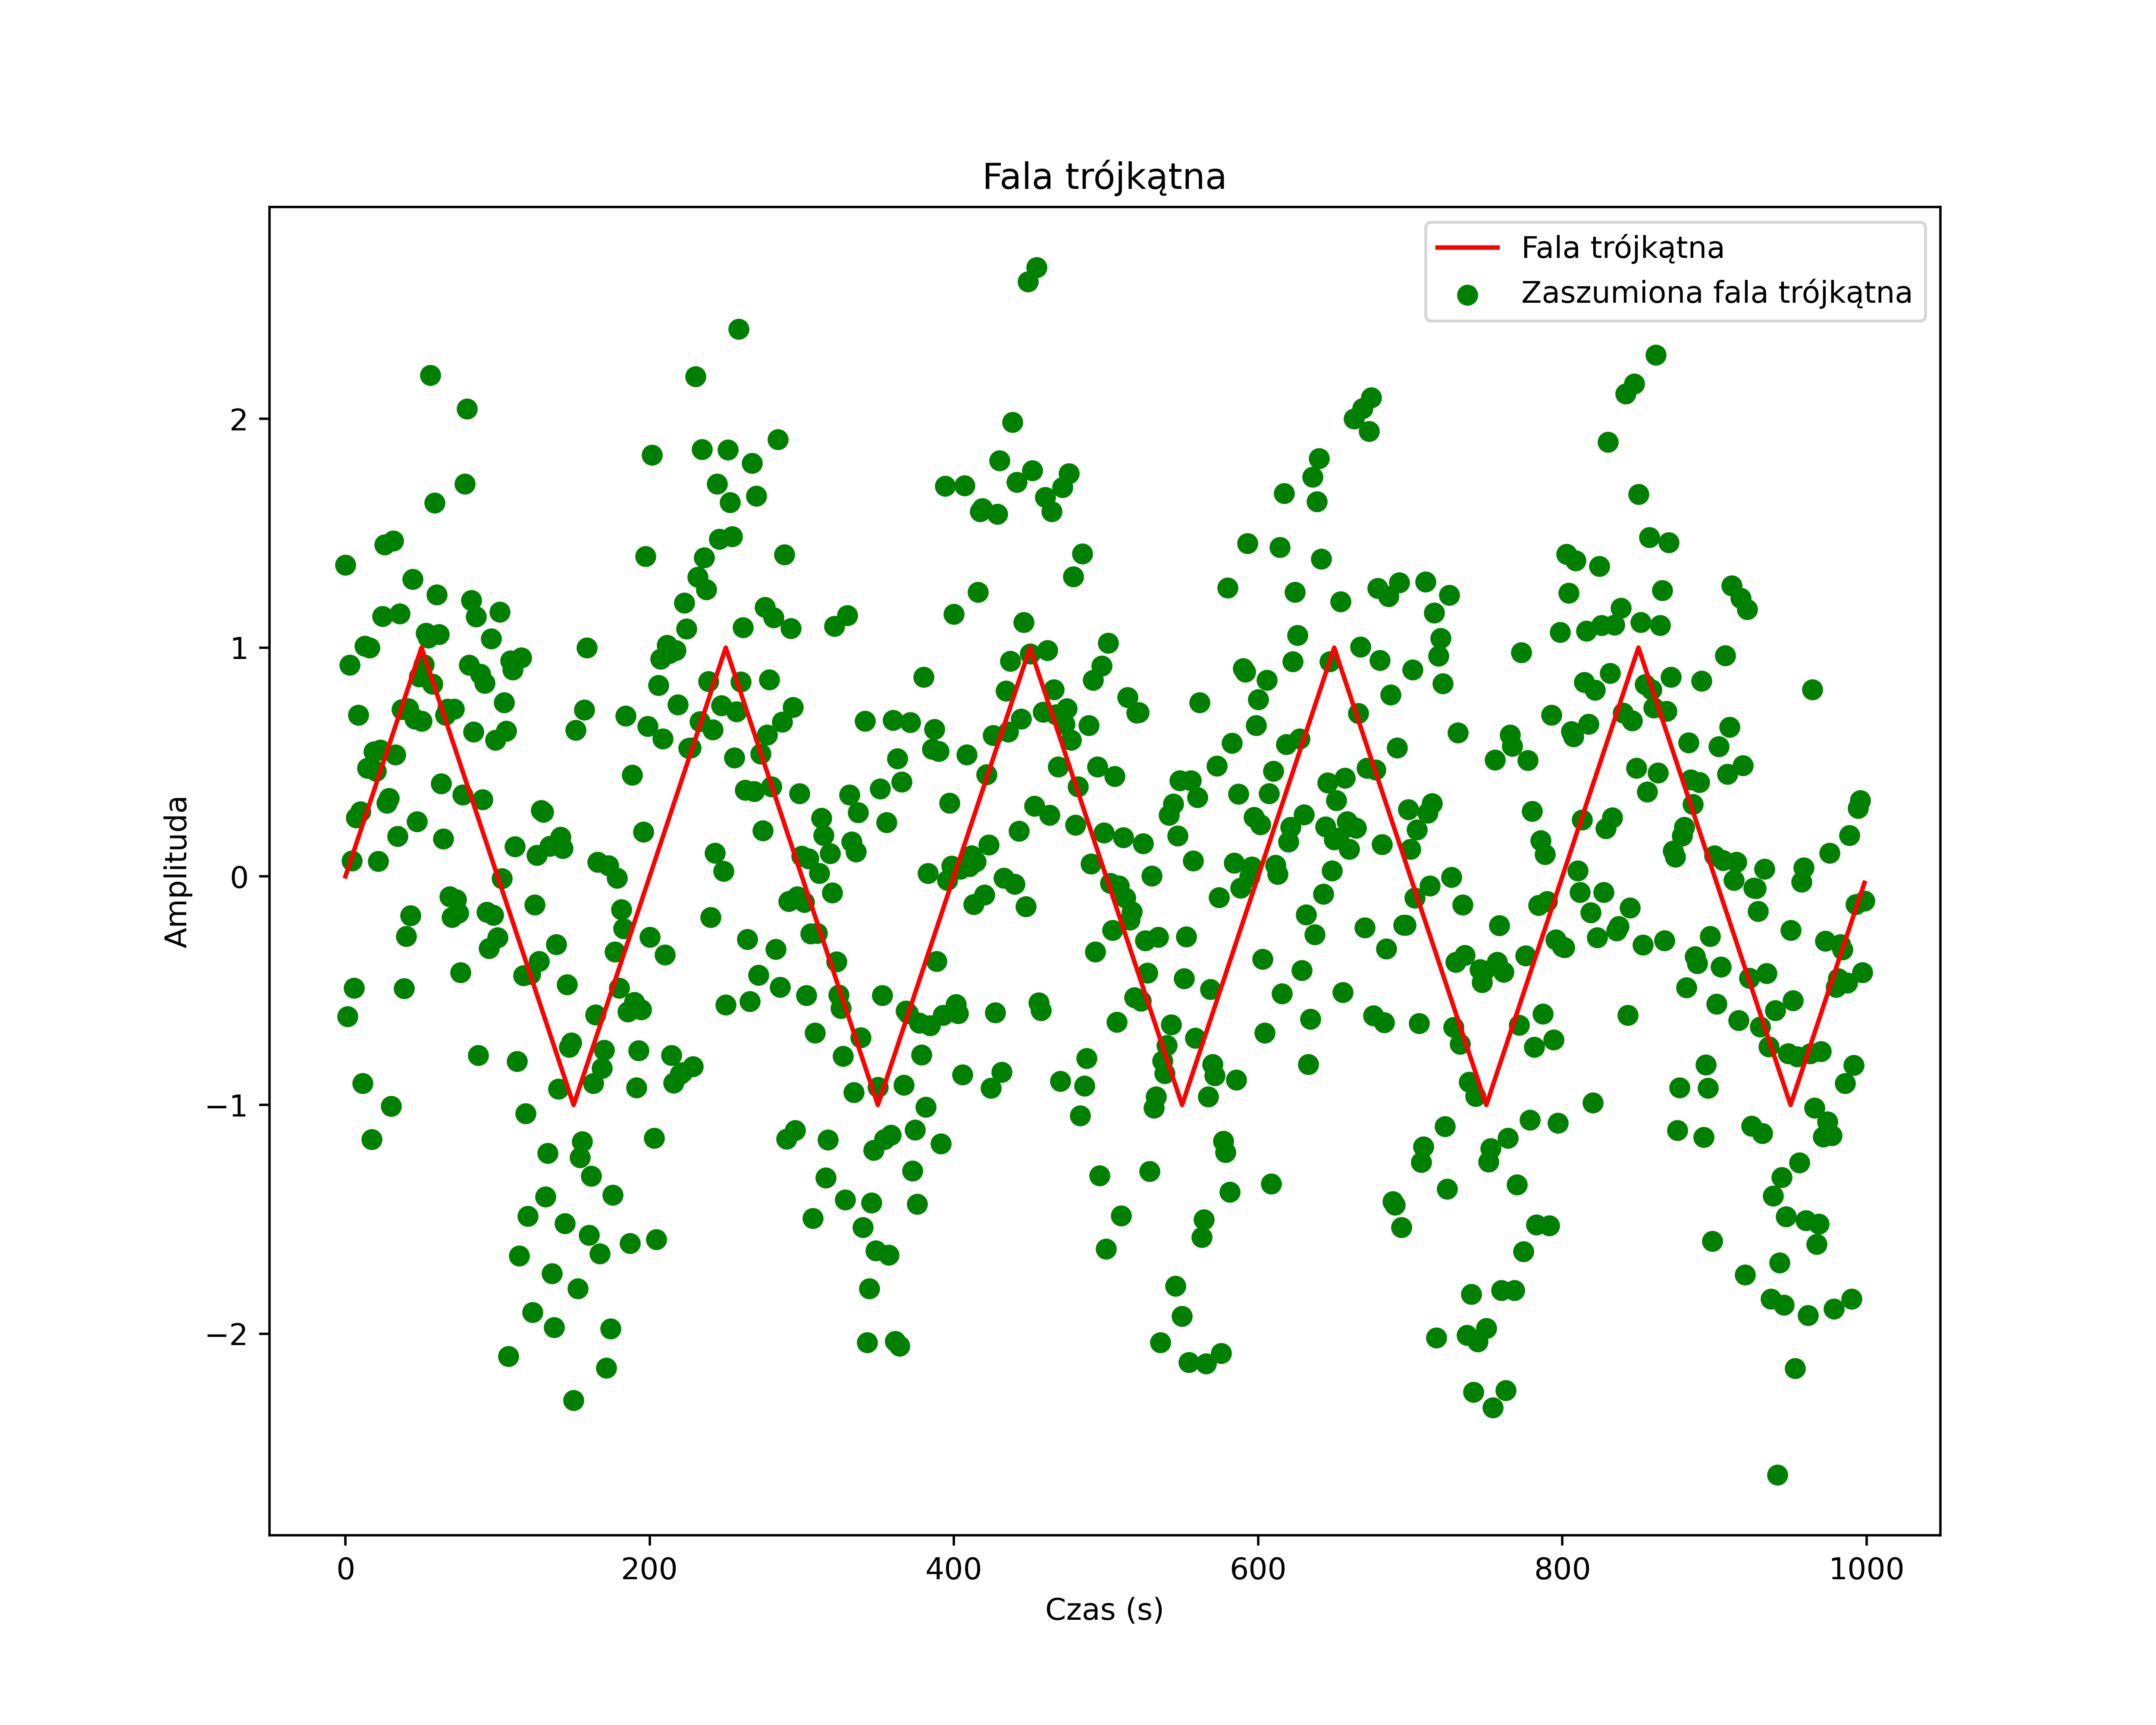 Fala trójkątna
Fala trójkątna
Zaszumiona fala trójkątna
Amplituda
2
1
0
−1
−2
0 200 400 600 800 1000
Czas (s)